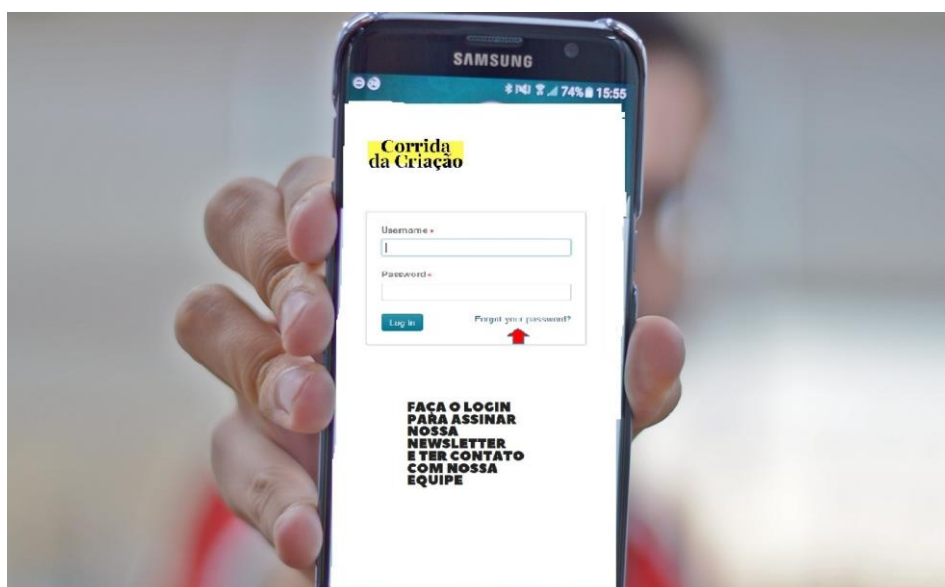 SAMSUNG
74% 15:55
Corrida
da Criação
Username *
Password *
Log in
Forgot your password?
FAÇA O LOGIN
PARA ASSINAR
NOSSA
NEWSLETTER
E TER CONTATO
COM NOSSA
EQUIPE